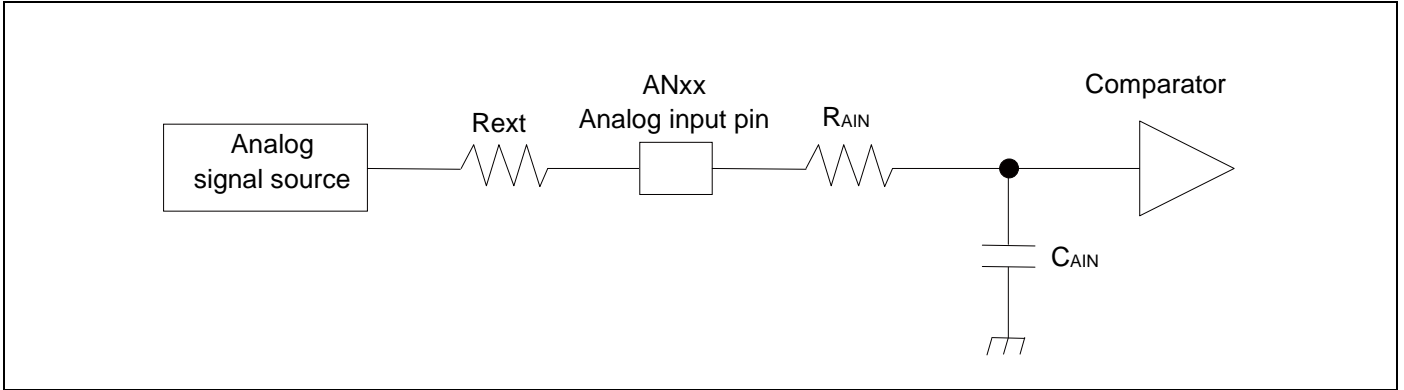 Analog
signal source
Rext
ANxx
Analog input pin
RAIN
Comparator
CAIN